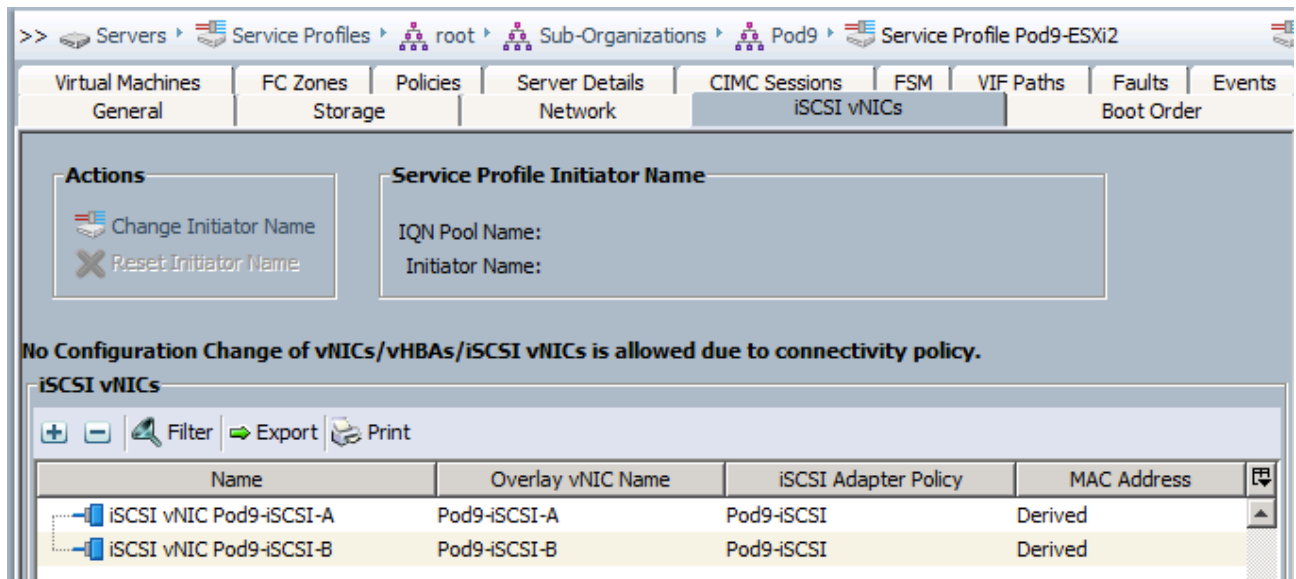 >> Servers Service Profiles root Sub-Organizations Pod9 Service Profile Pod9-ESXi2
Virtual Machines FC Zones Policies Server Details CIMC Sessions FSM VIF Paths Faults Events
General Storage Network iSCSI vNICs Boot Order
Actions
Change Initiator Name
Reset Initiator Name
Service Profile Initiator Name
IQN Pool Name:
Initiator Name:
No Configuration Change of vNICs/vHBAs/iSCSI vNICs is allowed due to connectivity policy.
iSCSI vNICs
Filter Export Print
Name Overlay vNIC Name iSCSI Adapter Policy MAC Address
iSCSI vNIC Pod9-iSCSI-A Pod9-iSCSI-A Pod9-iSCSI Derived
iSCSI vNIC Pod9-iSCSI-B Pod9-iSCSI-B Pod9-iSCSI Derived